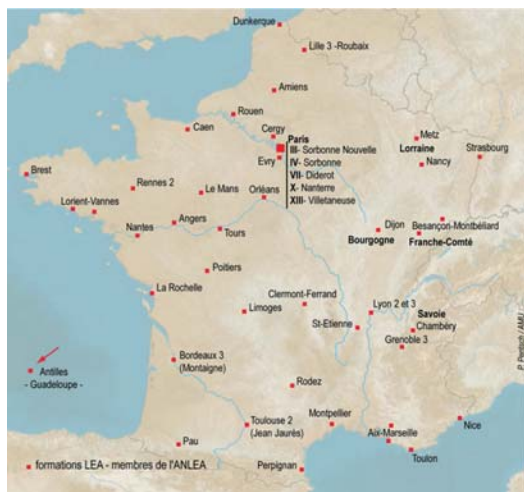 Dunkerque
Lille 3 -Roubaix
Amiens
Rouen
Caen
Cergy
Paris
III- Sorbonne Nouvelle
IV- Sorbonne
VII- Diderot
X- Nanterre
XIII- Villetaneuse
Evry
Metz
Lorraine
Nancy
Strasbourg
Brest
Rennes 2
Le Mans
Orléans
Lorient-Vannes
Angers
Nantes
Tours
Dijon
Bourgogne
Besançon-Montbéliard
Franche-Comté
Poitiers
La Rochelle
Limoges
Clermont-Ferrand
Lyon 2 et 3
St-Etienne
Savoie
Chambéry
Grenoble 3
Antilles
- Guadeloupe -
Bordeaux 3
(Montaigne)
Rodez
Toulouse 2
(Jean Jaurès)
Montpellier
Aix-Marseille
Nice
Toulon
Pau
Perpignan
formations LEA - membres de l'ANLEA